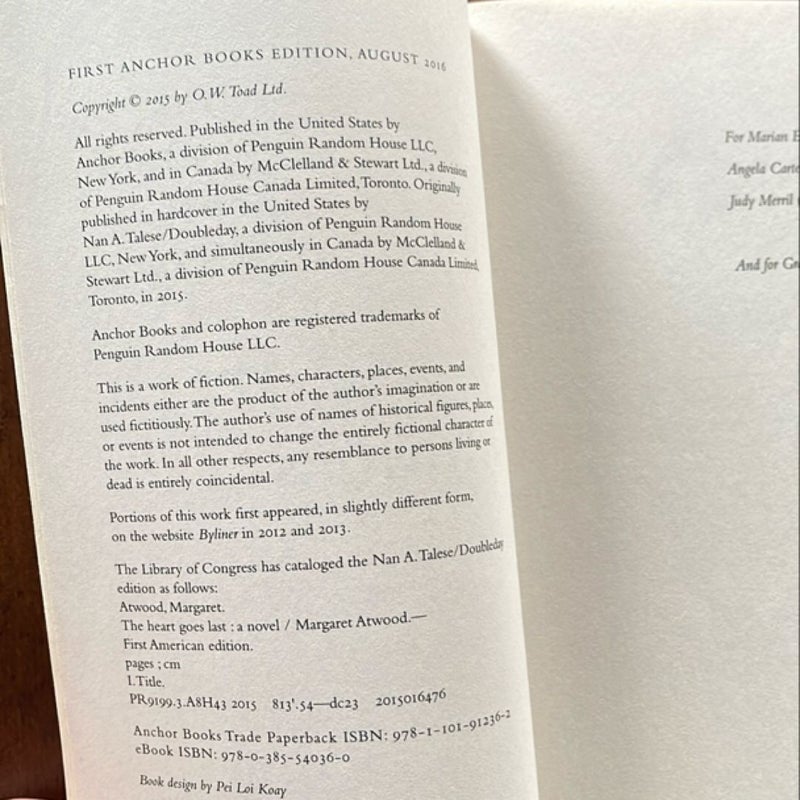 FIRST ANCHOR BOOKS EDITION, AUGUST 2016
Copyright © 2015 by O.W. Toad Ltd.
All rights reserved. Published in the United States by
Anchor Books, a division of Penguin Random House LLC,
New York, and in Canada by McClelland & Stewart Ltd., a division
of Penguin Random House Canada Limited, Toronto. Originally
published in hardcover in the United States by
Nan A. Talese/Doubleday, a division of Penguin Random House
LLC, New York, and simultaneously in Canada by McClelland &
Stewart Ltd., a division of Penguin Random House Canada Limited,
Toronto, in 2015.
Anchor Books and colophon are registered trademarks of
Penguin Random House LLC.
This is a work of fiction. Names, characters, places, events, and
incidents either are the product of the author's imagination or are
used fictitiously. The author's use of names of historical figures, places,
or events is not intended to change the entirely fictional character of
the work. In all other respects, any resemblance to persons living or
dead is entirely coincidental.
Portions of this work first appeared, in slightly different form,
on the website Byliner in 2012 and 2013.
The Library of Congress has cataloged the Nan A. Talese/Doubleday
edition as follows:
Atwood, Margaret.
The heart goes last : a novel / Margaret Atwood.—
First American edition.
pages ; cm
1.Title.
PR9199.3.A8H43 2015 813'.54—dc23 2015016476
Anchor Books Trade Paperback ISBN: 978-1-101-91236-2
eBook ISBN: 978-0-385-54036-0
Book design by Pei Loi Koay
For Marian E
Angela Carte
Judy Merril
And for Gr